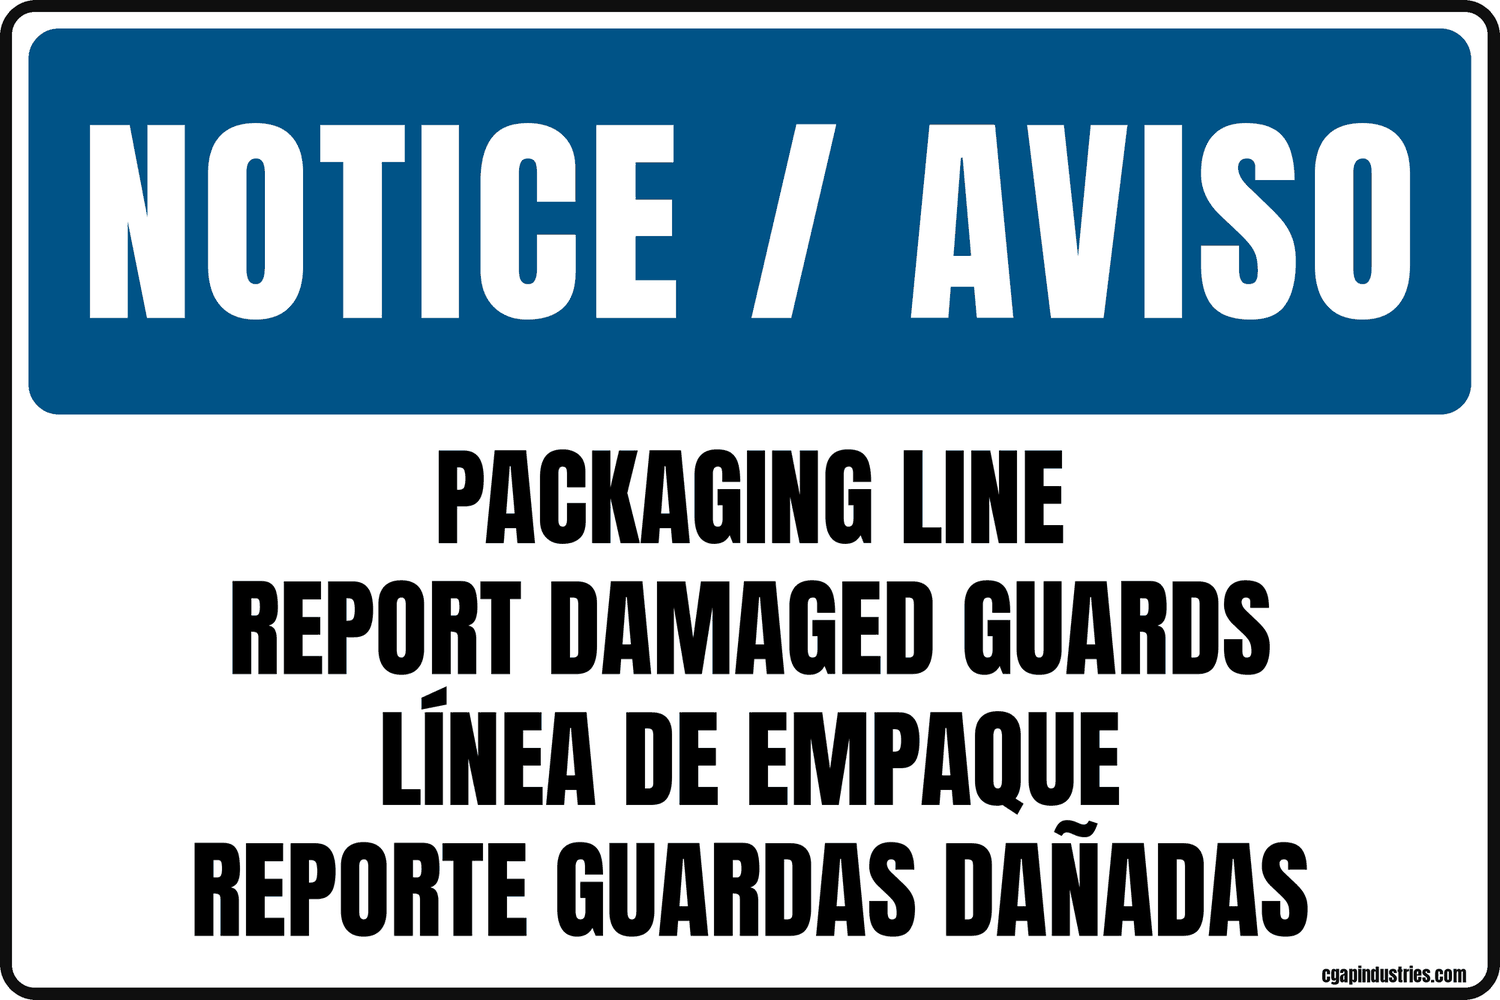 NOTICE / AVISO
PACKAGING LINE
REPORT DAMAGED GUARDS
LÍNEA DE EMPAQUE
REPORTE GUARDAS DAÑADAS
cgapindustries.com